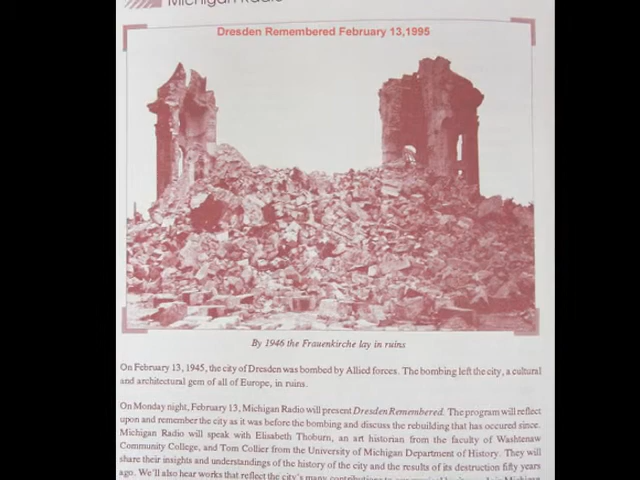 Michigan Radio
Dresden Remembered February 13,1995
By 1946 the Frauenkirche lay in ruins
On February 13, 1945, the city of Dresden was bombed by Allied forces. The bombing left the city, a cultural
and architectural gem of all of Europe, in ruins.
On Monday night, February 13, Michigan Radio will present Dresden Remembered. The program will reflect
upon and remember the city as it was before the bombing and discuss the rebuilding that has occured since.
Michigan Radio will speak with Elisabeth Thoburn, an art historian from the faculty of Washtenaw
Community College, and Tom Collier from the University of Michigan Department of History. They will
share their insights and understandings of the history of the city and the results of its destruction fifty years
ago. We'll also hear works that reflect the city's many contributions to